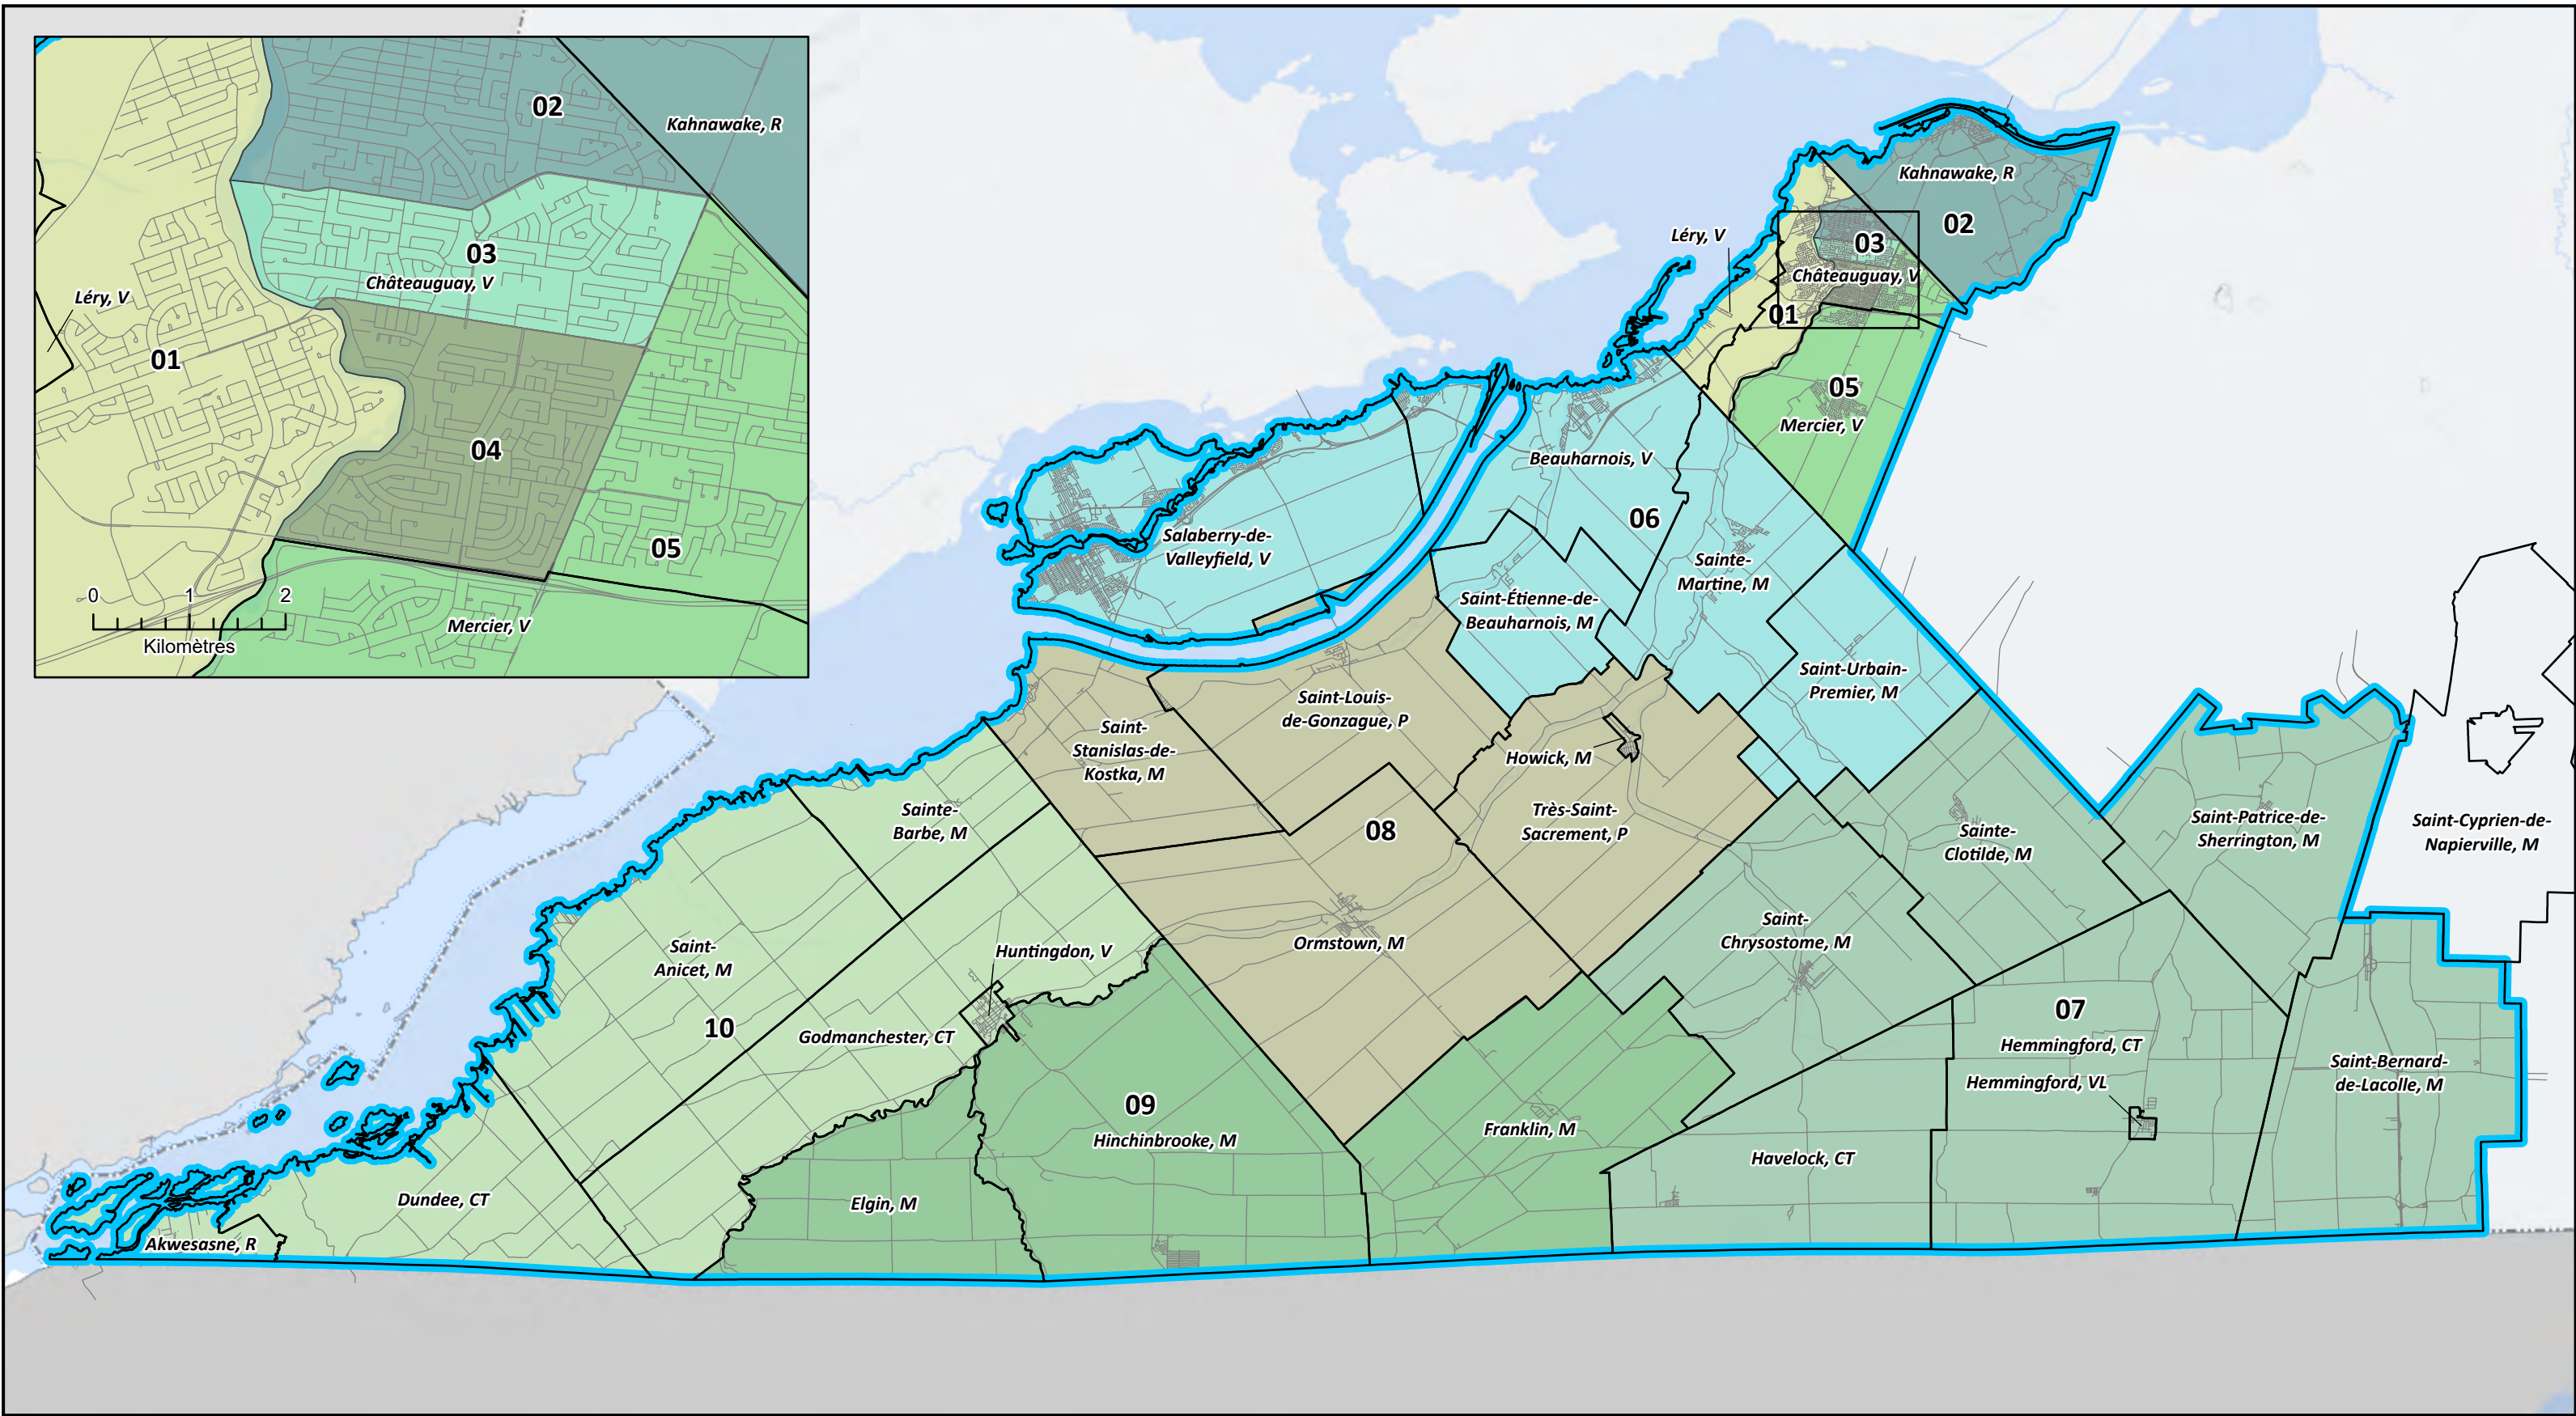 02
Kahnawake, R
03
Châteauguay, V
Léry, V
01
04
05
0 1 2
Kilomètres
Mercier, V
Kahnawake, R
02
Léry, V
03
Châteauguay, V
01
05
Mercier, V
Beauharnois, V
06
Salaberry-de-
Valleyfield, V
Sainte-
Martine, M
Saint-Étienne-de-
Beauharnois, M
Saint-Urbain-
Premier, M
Saint-Louis-
de-Gonzague, P
Saint-
Stanislas-de-
Kostka, M
Howick, M
Très-Saint-
Sacrement, P
08
Sainte-
Barbe, M
Sainte-
Clotilde, M
Saint-Patrice-de-
Sherrington, M
Saint-Cyprien-de-
Napierville, M
Saint-
Chrysostome, M
Ormstown, M
Huntingdon, V
Saint-
Anicet, M
10
Godmanchester, CT
07
Hemmingford, CT
Hemmingford, VL
Saint-Bernard-
de-Lacolle, M
09
Hinchinbrooke, M
Franklin, M
Havelock, CT
Elgin, M
Dundee, CT
Akwesasne, R